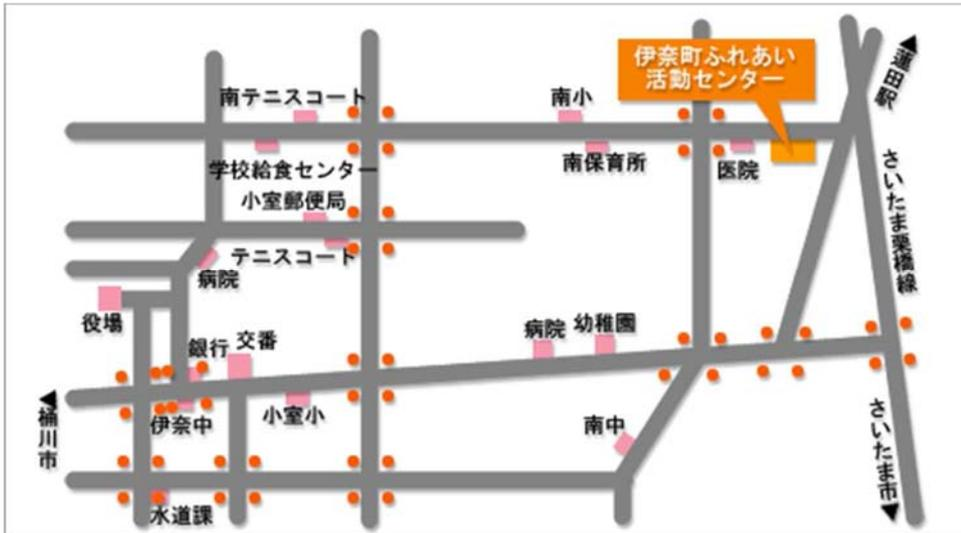 伊奈町ふれあい
活動センター
蓮田駅
南テニスコート
南小
学校給食センター
南保育所
医院
小室郵便局
テニスコート
さいたま栗橋線
病院
役場
銀行
交番
病院
幼稚園
桶川市
伊奈中
小室小
南中
さいたま市
水道課